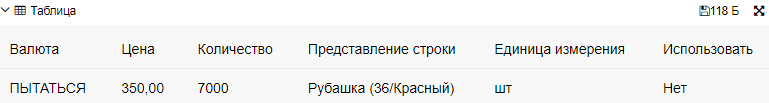 Таблица 118 Б
Валюта Цена Количество Представление строки Единица измерения Использовать
ПЫТАТЬСЯ 350,00 7000 Рубашка (36/Красный) шт Нет